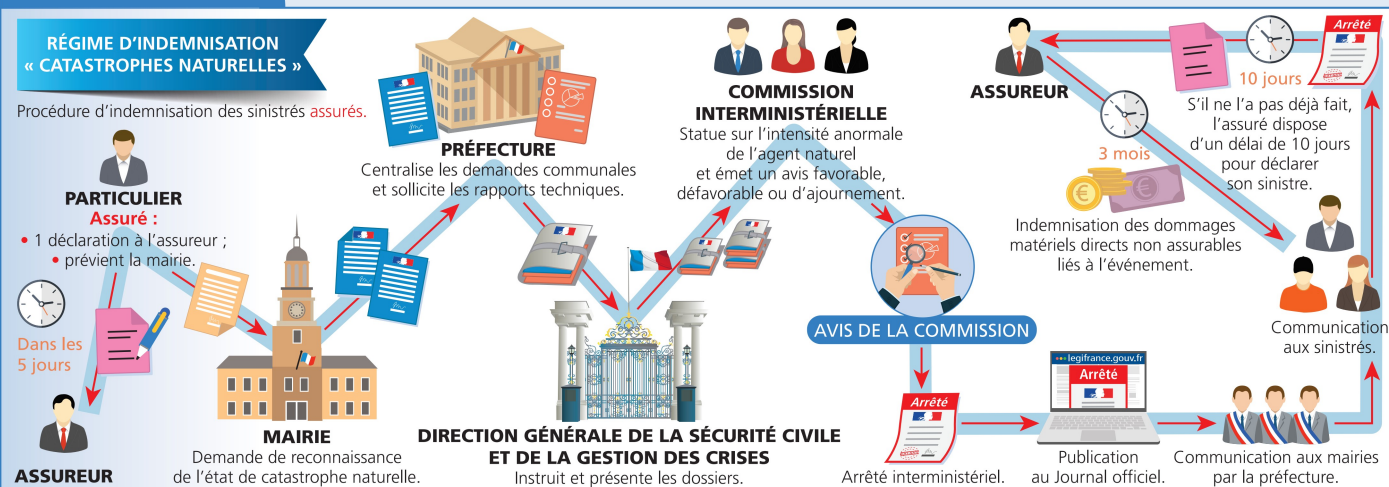 RÉGIME D'INDEMNISATION
« CATASTROPHES NATURELLES »
Procédure d'indemnisation des sinistrés assurés.
PARTICULIER
Assuré :
• 1 déclaration à l'assureur ;
• prévient la mairie.
Dans les
5 jours
ASSUREUR
MAIRIE
Demande de reconnaissance
de l'état de catastrophe naturelle.
PRÉFECTURE
Centralise les demandes communales
et sollicite les rapports techniques.
DIRECTION GÉNÉRALE DE LA SÉCURITÉ CIVILE
ET DE LA GESTION DES CRISES
Instruit et présente les dossiers.
COMMISSION
INTERMINISTÉRIELLE
Statue sur l'intensité anormale
de l'agent naturel
et émet un avis favorable,
défavorable ou d'ajournement.
AVIS DE LA COMMISSION
Arrêté
Arrêté interministériel.
legifrance.gouv.fr
Arrêté
Publication
au Journal officiel.
Communication aux mairies
par la préfecture.
Communication
aux sinistrés.
Arrêté
10 jours
S'il ne l'a pas déjà fait,
l'assuré dispose
d'un délai de 10 jours
pour déclarer
son sinistre.
ASSUREUR
3 mois
Indemnisation des dommages
matériels directs non assurables
liés à l'événement.